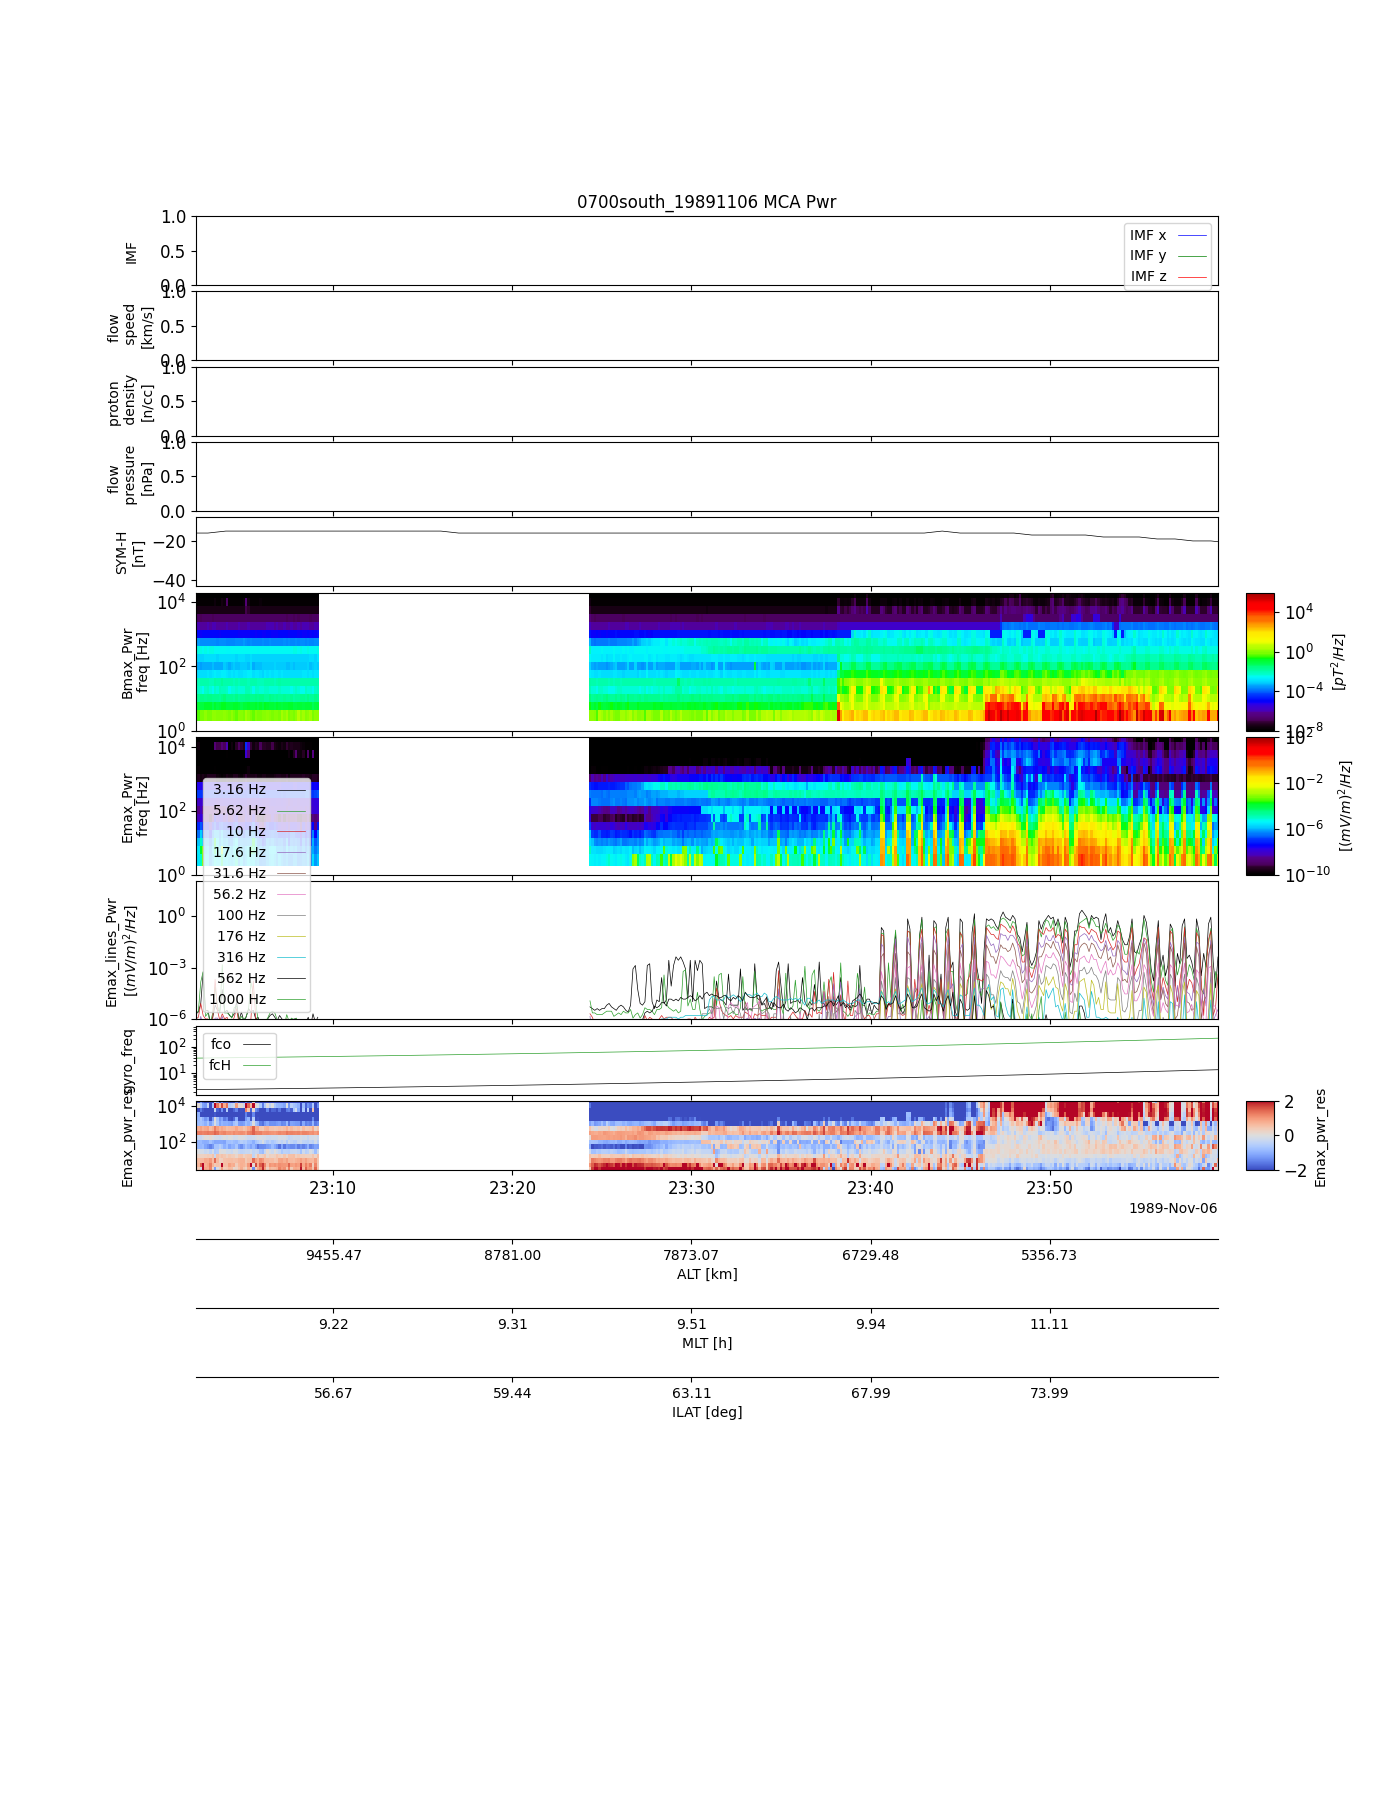 0700south_19891106 MCA Pwr
1.0
0.5
0.0
IMF
IMF x
IMF y
IMF z
1.0
0.5
0.0
flow
speed
[km/s]
1.0
0.5
0.0
proton
density
[n/cc]
1.0
0.5
0.0
flow
pressure
[nPa]
−20
−40
SYM-H
[nT]
10^4
10^2
10^0
Bmax_Pwr
freq [Hz]
10^4
10^0
10^−4
10^−8
[pT^2/Hz]
10^4
10^2
10^0
Emax_Pwr
freq [Hz]
10^2
10^−2
10^−6
10^−10
[(mV/m)^2/Hz]
3.16 Hz
5.62 Hz
10 Hz
17.6 Hz
31.6 Hz
56.2 Hz
100 Hz
176 Hz
316 Hz
562 Hz
1000 Hz
10^0
10^−3
10^−6
Emax_lines_Pwr
[(mV/m)^2/Hz]
10^2
10^1
gyro_freq
fco
fcH
10^4
10^2
Emax_pwr_res
2
0
−2
Emax_pwr_res
23:10 23:20 23:30 23:40 23:50
1989-Nov-06
9455.47 8781.00 7873.07 6729.48 5356.73
ALT [km]
9.22 9.31 9.51 9.94 11.11
MLT [h]
56.67 59.44 63.11 67.99 73.99
ILAT [deg]